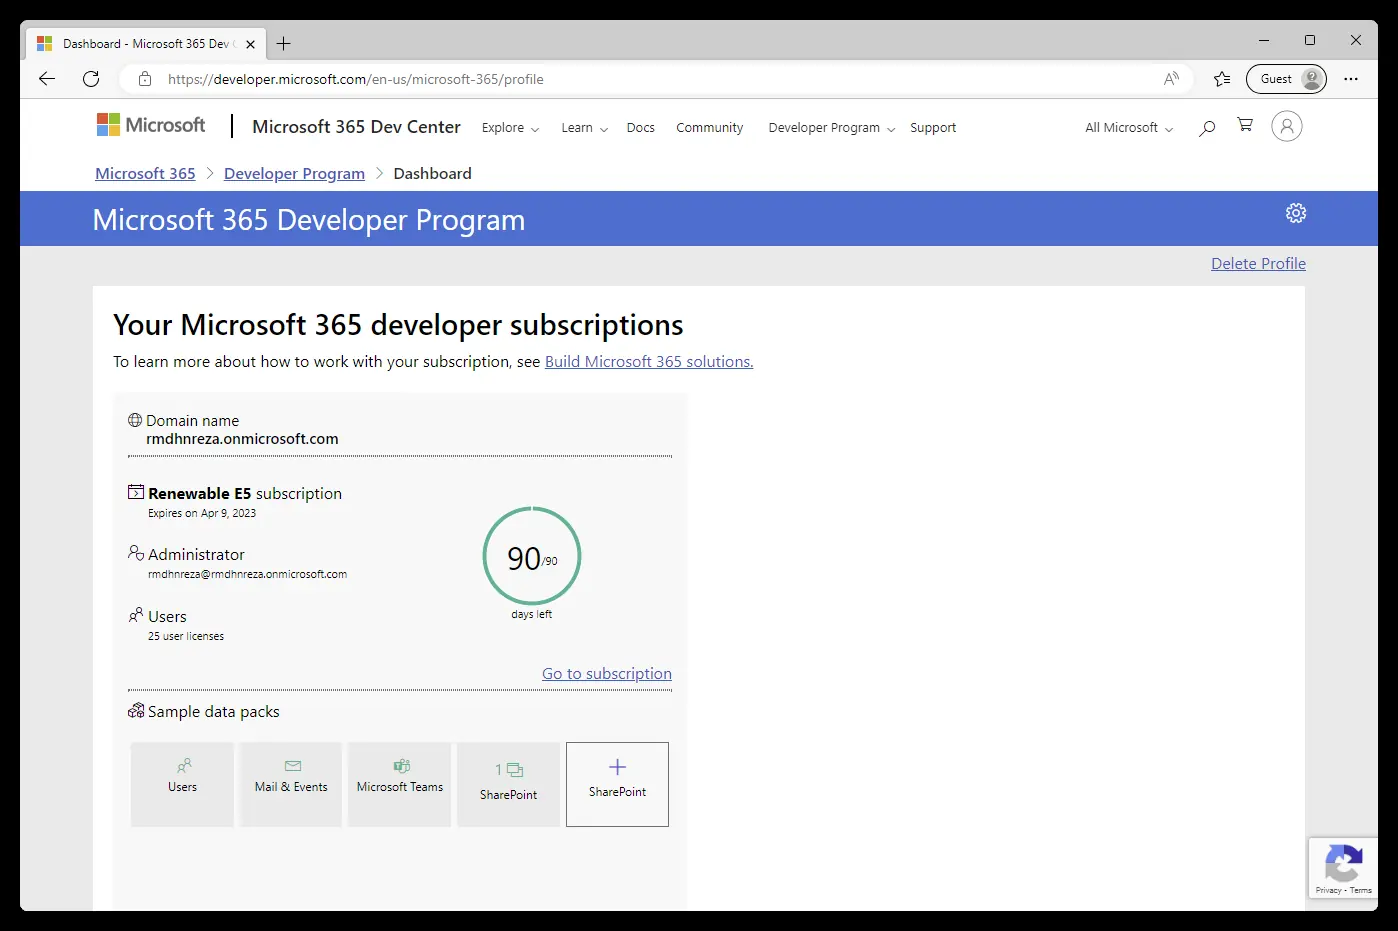 Dashboard - Microsoft 365 Dev
https://developer.microsoft.com/en-us/microsoft-365/profile
Guest
Microsoft
Microsoft 365 Dev Center
Explore
Learn
Docs
Community
Developer Program
Support
All Microsoft
Microsoft 365 > Developer Program > Dashboard
Microsoft 365 Developer Program
Delete Profile
Your Microsoft 365 developer subscriptions
To learn more about how to work with your subscription, see Build Microsoft 365 solutions.
Domain name
rmdhnreza.onmicrosoft.com
Renewable E5 subscription
Expires on Apr 9, 2023
Administrator
rmdhnreza@rmdhnreza.onmicrosoft.com
Users
25 user licenses
90/90
days left
Go to subscription
Sample data packs
Users
Mail & Events
Microsoft Teams
1
SharePoint
SharePoint
Privacy - Terms